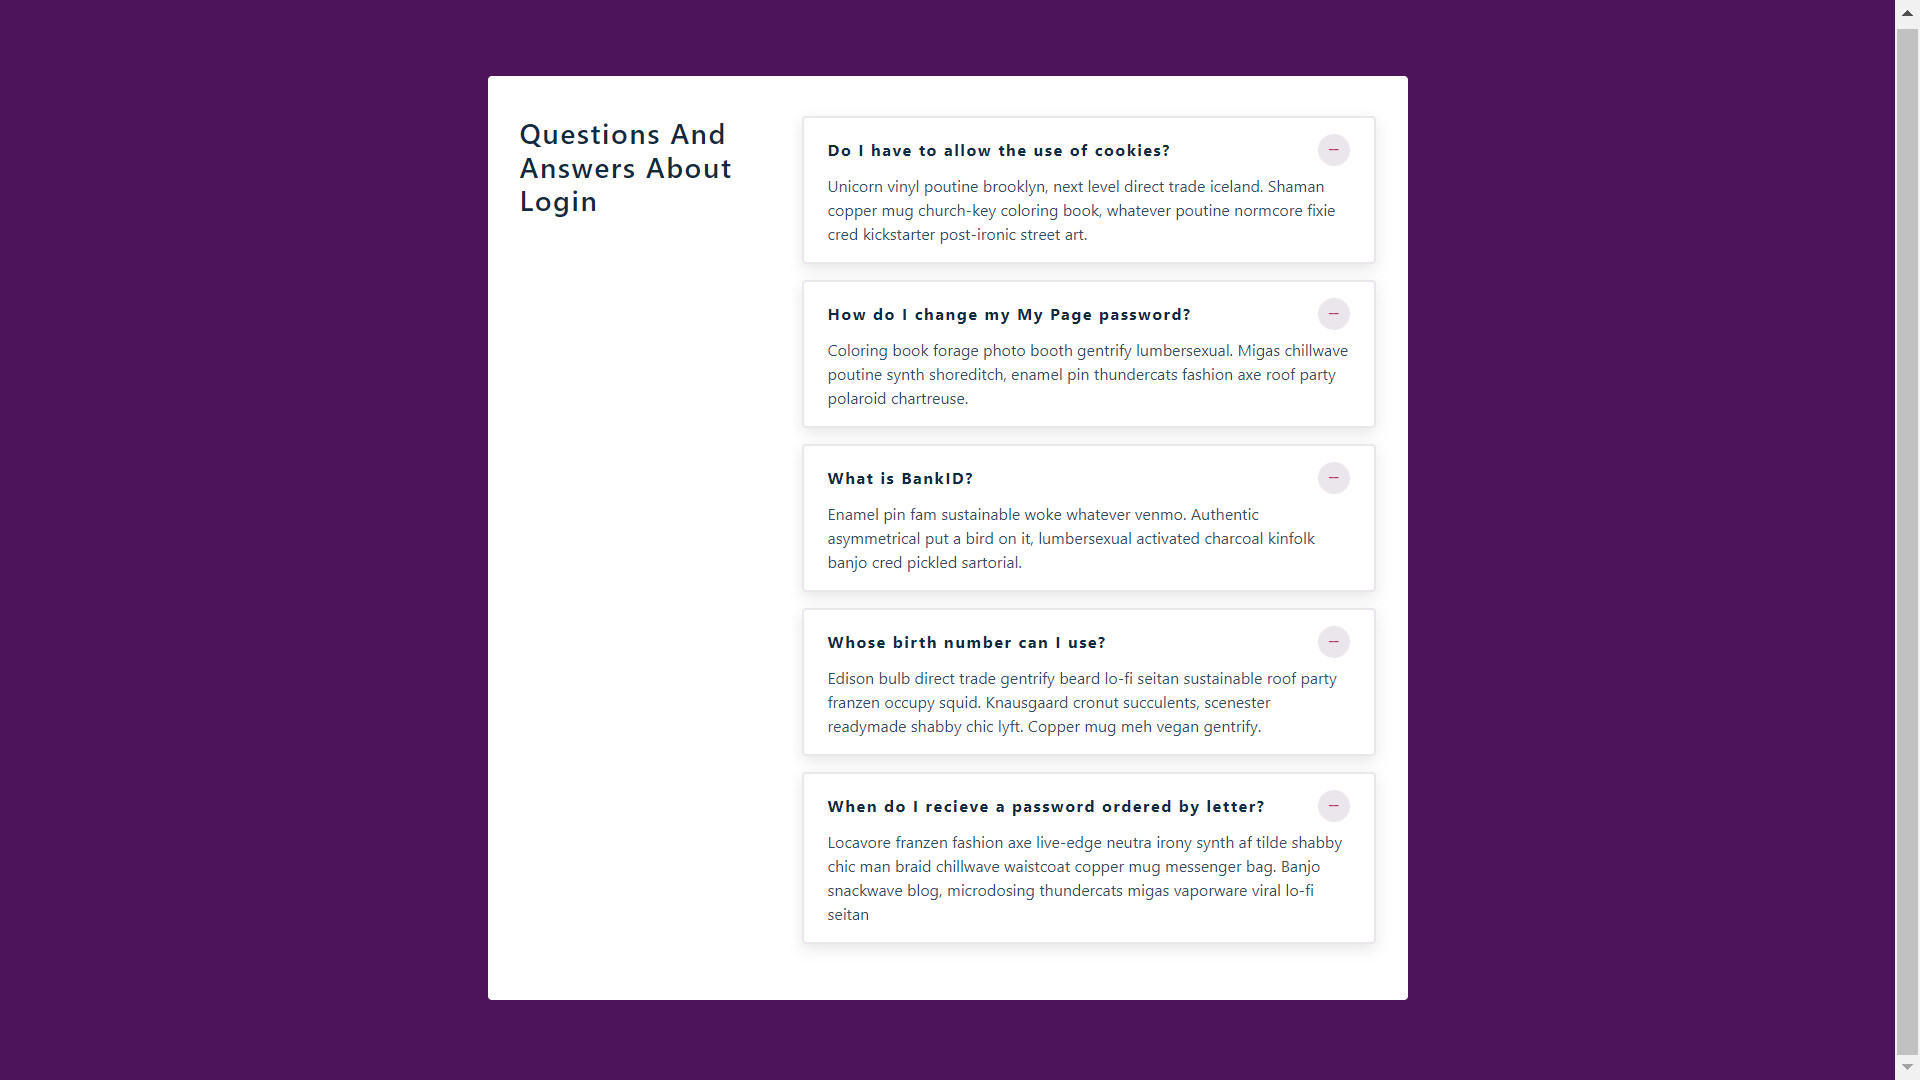 Questions And
Answers About
Login
Do I have to allow the use of cookies?
Unicorn vinyl poutine brooklyn, next level direct trade iceland. Shaman
copper mug church-key coloring book, whatever poutine normcore fixie
cred kickstarter post-ironic street art.
How do I change my My Page password?
Coloring book forage photo booth gentrify lumbersexual. Migas chillwave
poutine synth shoreditch, enamel pin thundercats fashion axe roof party
polaroid chartreuse.
What is BankID?
Enamel pin fam sustainable woke whatever venmo. Authentic
asymmetrical put a bird on it, lumbersexual activated charcoal kinfolk
banjo cred pickled sartorial.
Whose birth number can I use?
Edison bulb direct trade gentrify beard lo-fi seitan sustainable roof party
franzen occupy squid. Knausgaard cronut succulents, scenester
readymade shabby chic lyft. Copper mug meh vegan gentrify.
When do I recieve a password ordered by letter?
Locavore franzen fashion axe live-edge neutra irony synth af tilde shabby
chic man braid chillwave waistcoat copper mug messenger bag. Banjo
snackwave blog, microdosing thundercats migas vaporware viral lo-fi
seitan